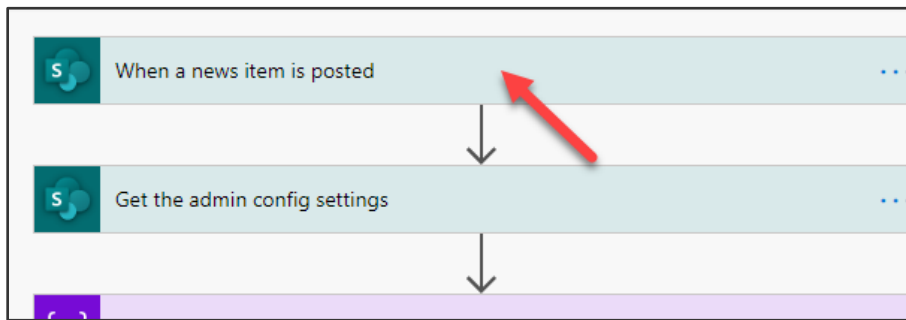 S
When a news item is posted
S
Get the admin config settings